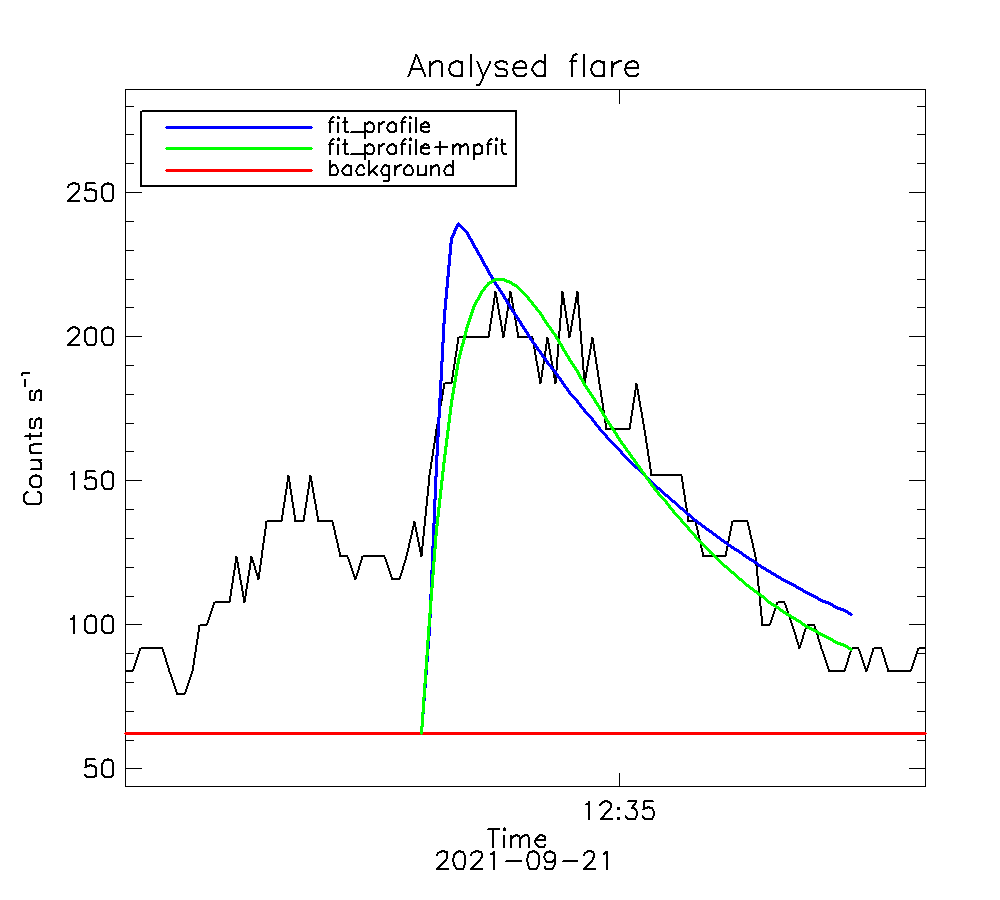 Analysed flare
fit_profile
fit_profile+mpfit
background
250
200
150
100
50
Counts s⁻¹
12:35
Time
2021-09-21